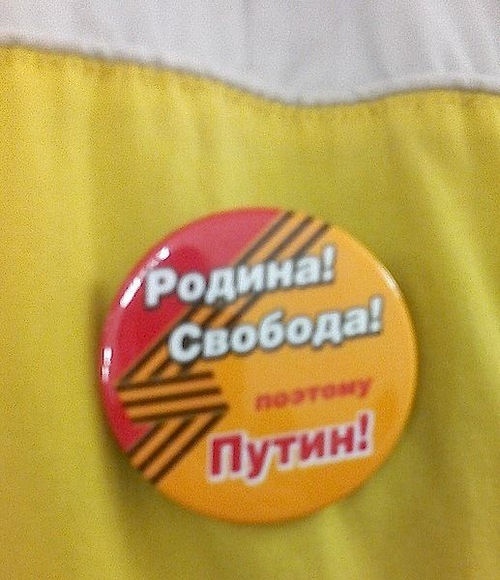 Родина!
Свобода!
поэтому
Путин!